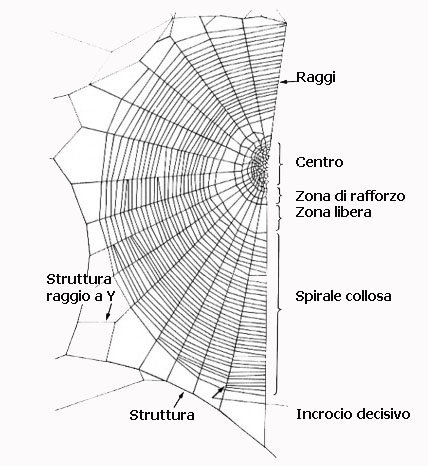 Raggi
Centro
Zona di rafforzo
Zona libera
Struttura
raggio a Y
Spirale collosa
Struttura
Incrocio decisivo